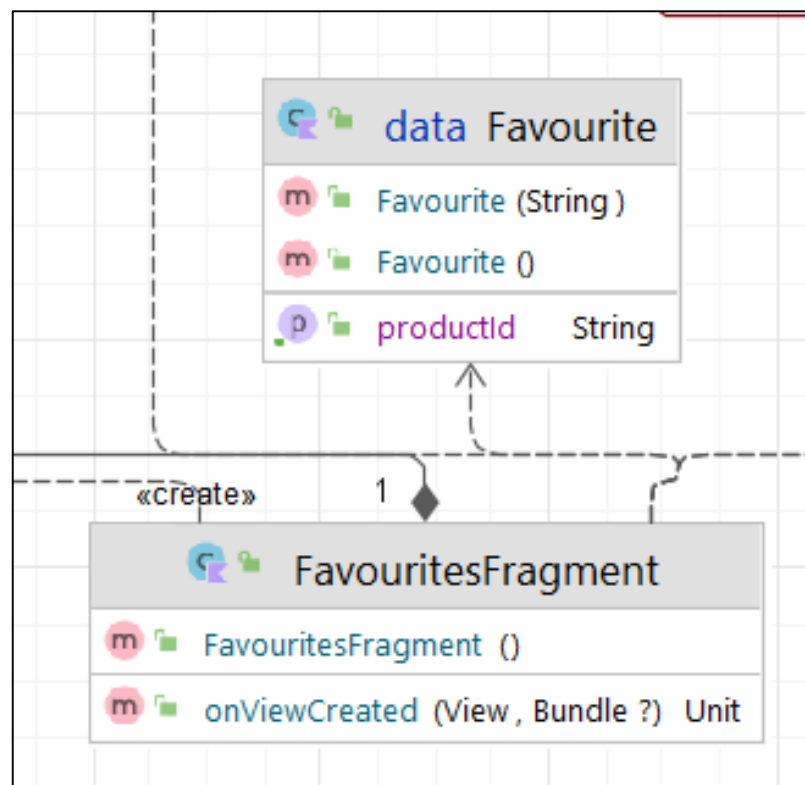 data Favourite
m Favourite (String)
m Favourite ()
p productId String
«create» 1
FavouritesFragment
m FavouritesFragment ()
m onViewCreated (View, Bundle ?) Unit